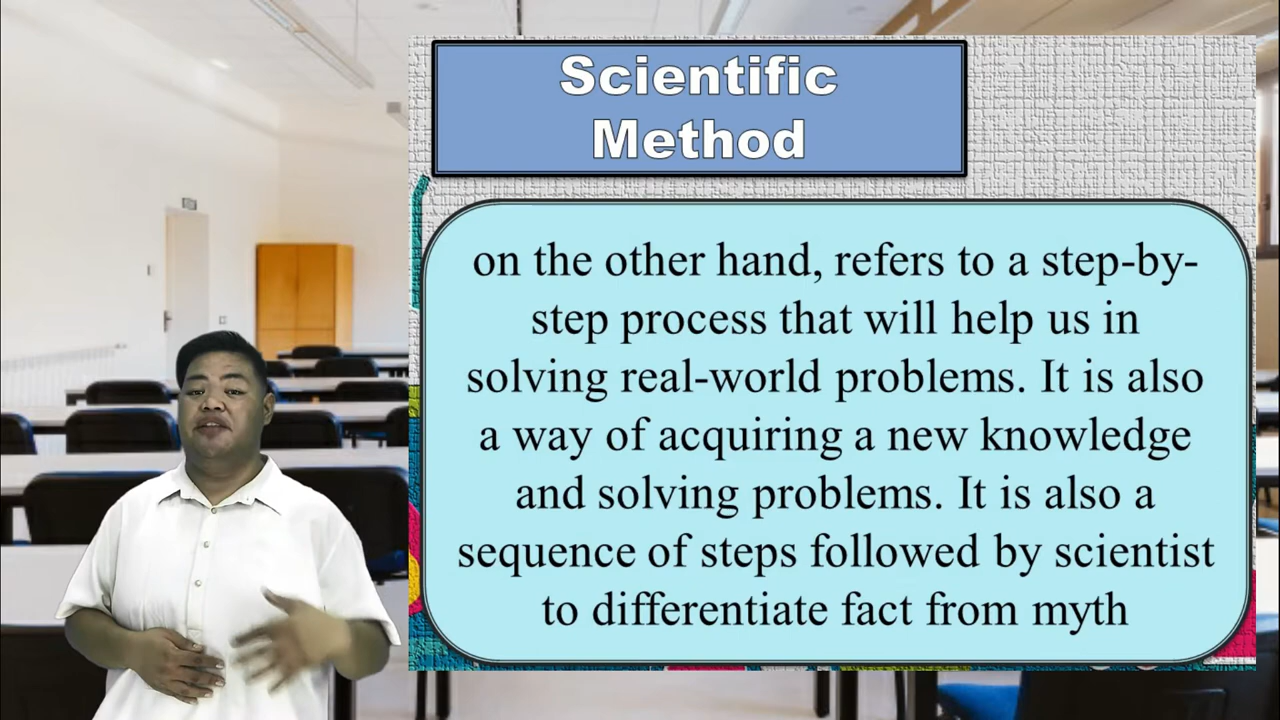 Scientific
Method
on the other hand, refers to a step-by-
step process that will help us in
solving real-world problems. It is also
a way of acquiring a new knowledge
and solving problems. It is also a
sequence of steps followed by scientist
to differentiate fact from myth